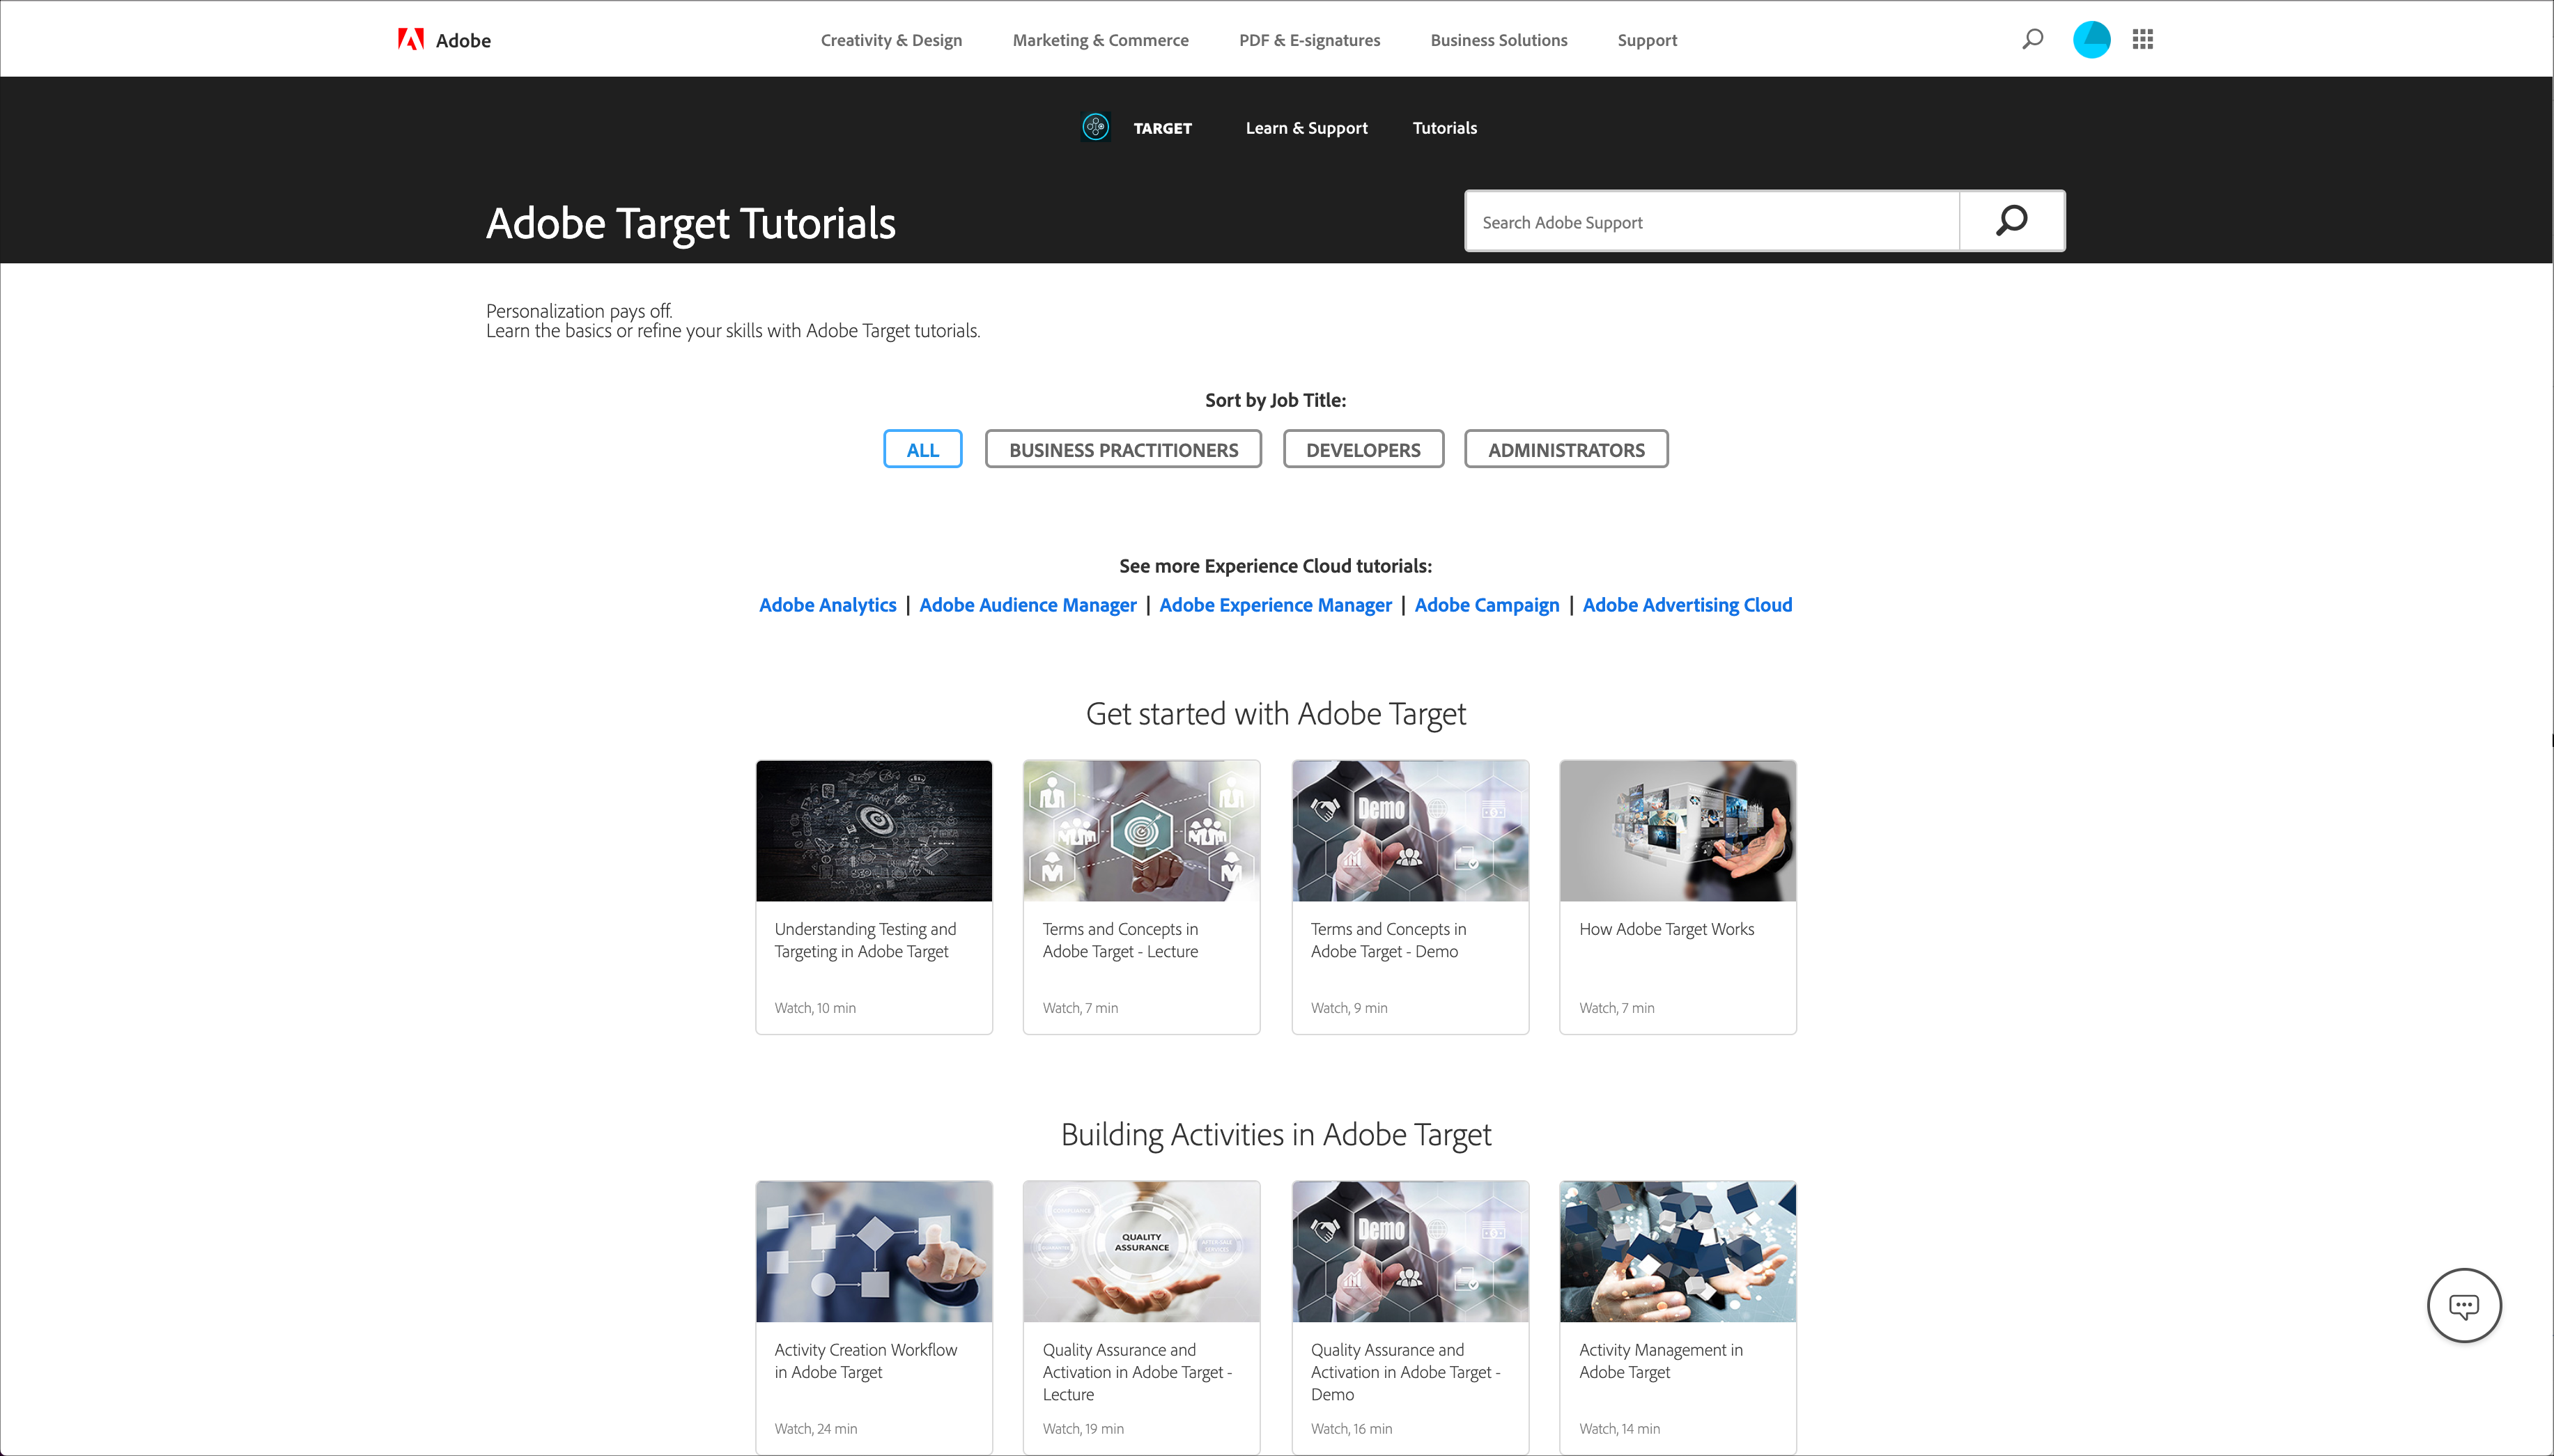 Adobe
Creativity & Design
Marketing & Commerce
PDF & E-signatures
Business Solutions
Support
TARGET
Learn & Support
Tutorials
Adobe Target Tutorials
Search Adobe Support
Personalization pays off.
Learn the basics or refine your skills with Adobe Target tutorials.
Sort by Job Title:
ALL
BUSINESS PRACTITIONERS
DEVELOPERS
ADMINISTRATORS
See more Experience Cloud tutorials:
Adobe Analytics | Adobe Audience Manager | Adobe Experience Manager | Adobe Campaign | Adobe Advertising Cloud
Get started with Adobe Target
TARGET
Understanding Testing and
Targeting in Adobe Target
Watch, 10 min
Terms and Concepts in
Adobe Target - Lecture
Watch, 7 min
Demo
Terms and Concepts in
Adobe Target - Demo
Watch, 9 min
How Adobe Target Works
Watch, 7 min
Building Activities in Adobe Target
Activity Creation Workflow
in Adobe Target
Watch, 24 min
COMPLIANCE
QUALITY
ASSURANCE
AFTER-SALE
SERVICES
Quality Assurance and
Activation in Adobe Target -
Lecture
Watch, 19 min
Demo
Quality Assurance and
Activation in Adobe Target -
Demo
Watch, 16 min
Activity Management in
Adobe Target
Watch, 14 min